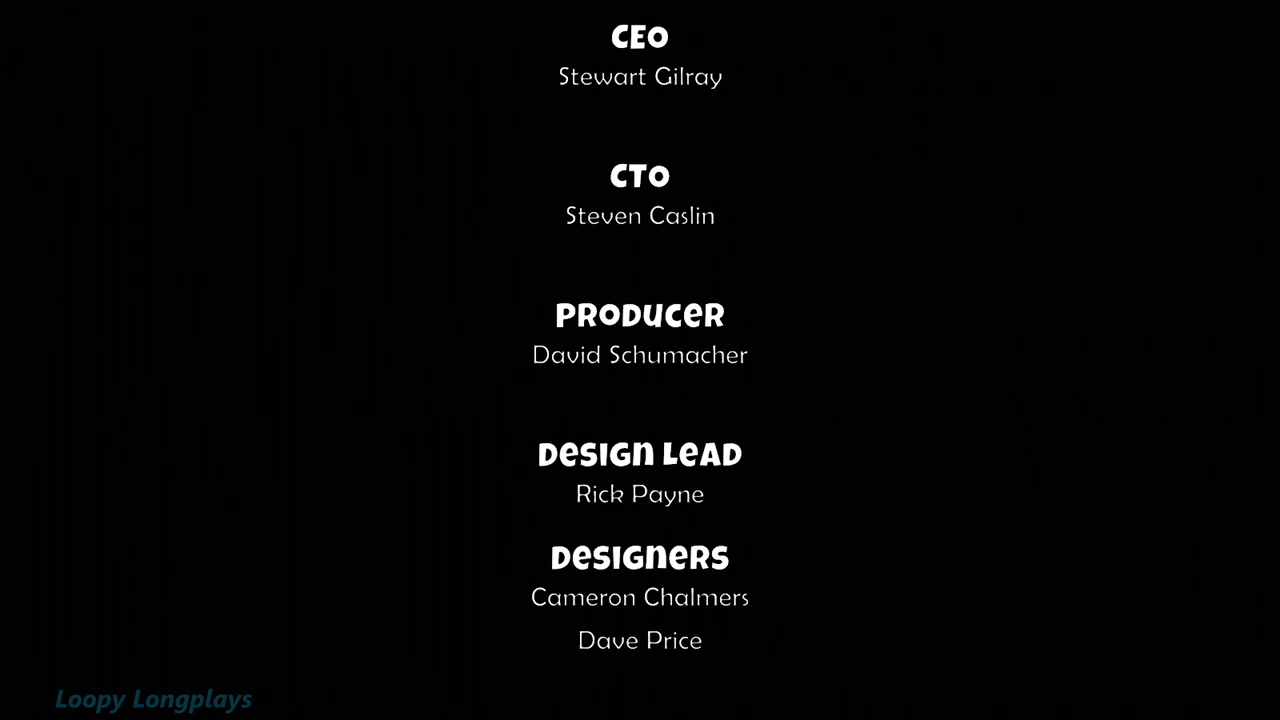 CEO
Stewart Gilray
CTO
Steven Caslin
PRODUCER
David Schumacher
DESIGN LEAD
Rick Payne
DESIGNERS
Cameron Chalmers
Dave Price
Loopy Longplays